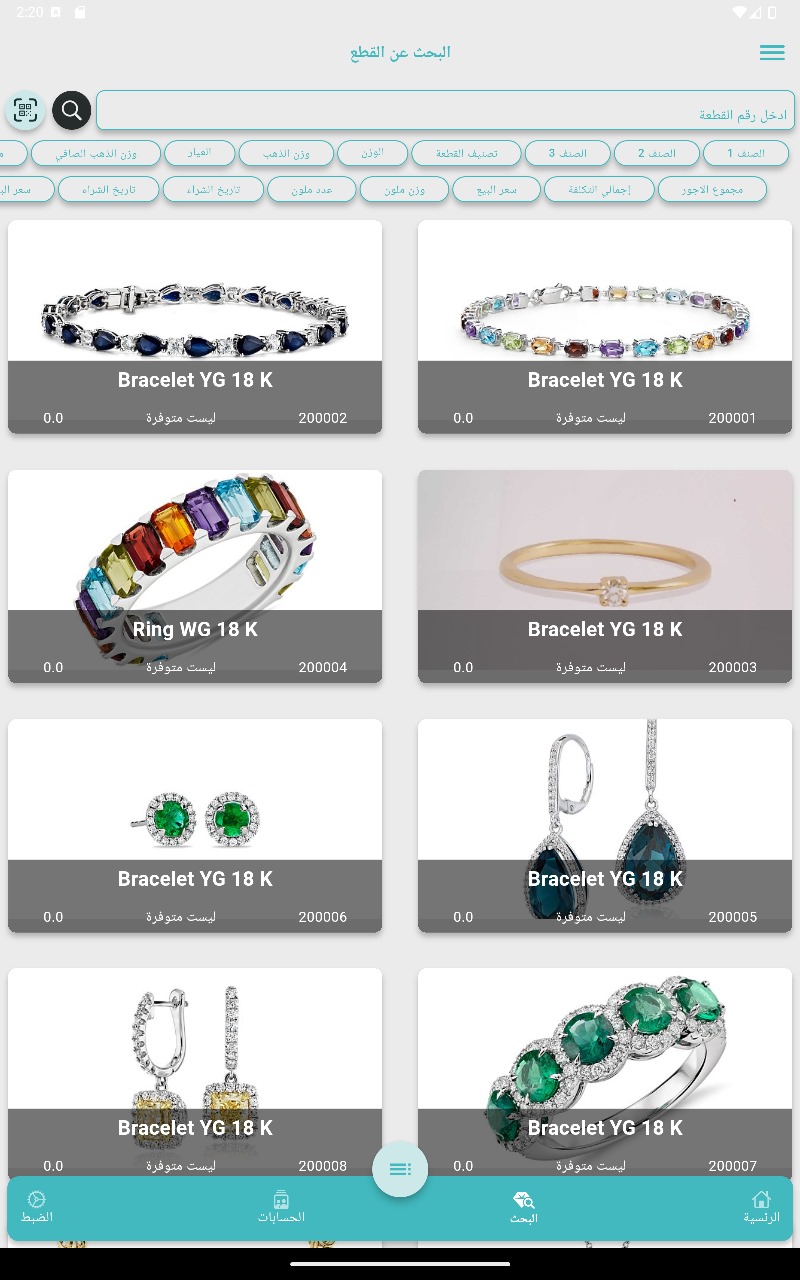 2:20
البحث عن القطع
ادخل رقم القطعة
الصنف 1
الصنف 2
الصنف 3
تصنيف القطعة
الوزن
وزن الذهب
العيار
وزن الذهب الصافي
مجموع الاجور
إجمالي التكلفة
سعر البيع
وزن ملون
عدد ملون
تاريخ الشراء
تاريخ الشراء
Bracelet YG 18 K
200001 ليست متوفرة 0.0
Bracelet YG 18 K
200002 ليست متوفرة 0.0
Bracelet YG 18 K
200003 ليست متوفرة 0.0
Ring WG 18 K
200004 ليست متوفرة 0.0
Bracelet YG 18 K
200005 ليست متوفرة 0.0
Bracelet YG 18 K
200006 ليست متوفرة 0.0
Bracelet YG 18 K
200007 ليست متوفرة 0.0
Bracelet YG 18 K
200008 ليست متوفرة 0.0
الرئسية
البحث
الحسابات
الضبط